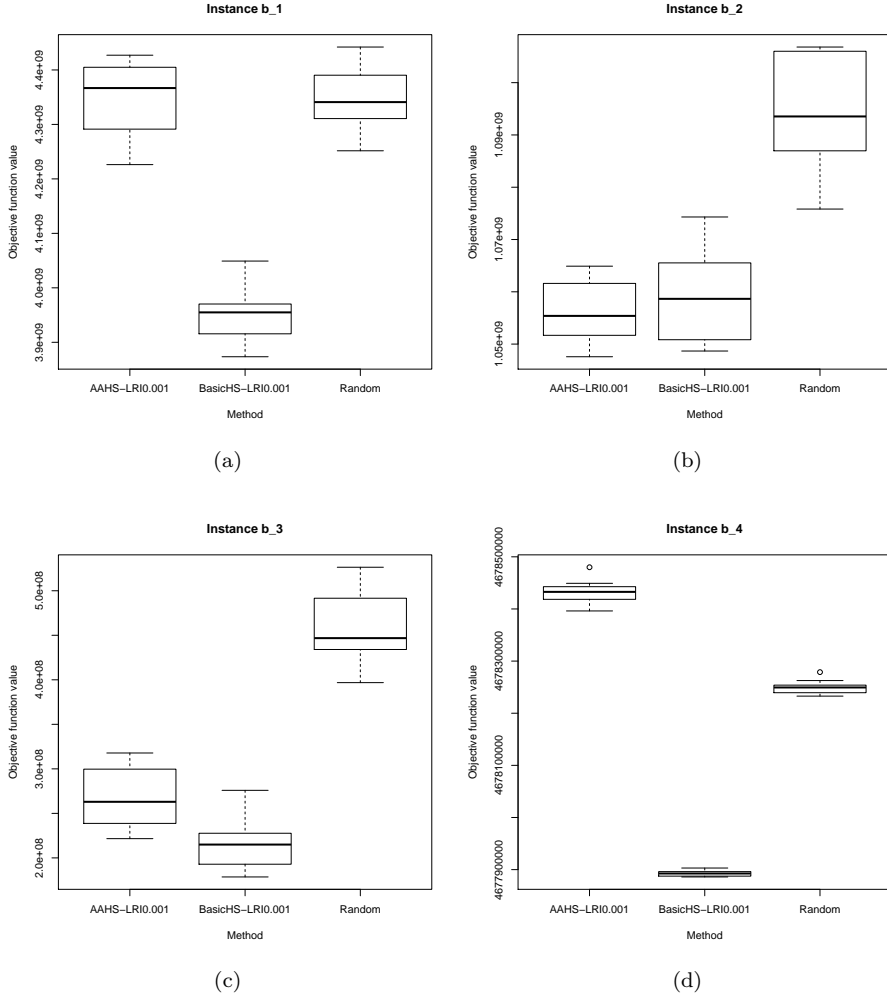 Instance b_1
Objective function value
4.4e+09
4.3e+09
4.2e+09
4.1e+09
4.0e+09
3.9e+09
AAHS−LRI0.001
BasicHS−LRI0.001
Random
Method
(a)
Instance b_2
Objective function value
1.09e+09
1.07e+09
1.05e+09
AAHS−LRI0.001
BasicHS−LRI0.001
Random
Method
(b)
Instance b_3
Objective function value
5.0e+08
4.0e+08
3.0e+08
2.0e+08
AAHS−LRI0.001
BasicHS−LRI0.001
Random
Method
(c)
Instance b_4
Objective function value
4678500000
4678300000
4678100000
4677900000
AAHS−LRI0.001
BasicHS−LRI0.001
Random
Method
(d)